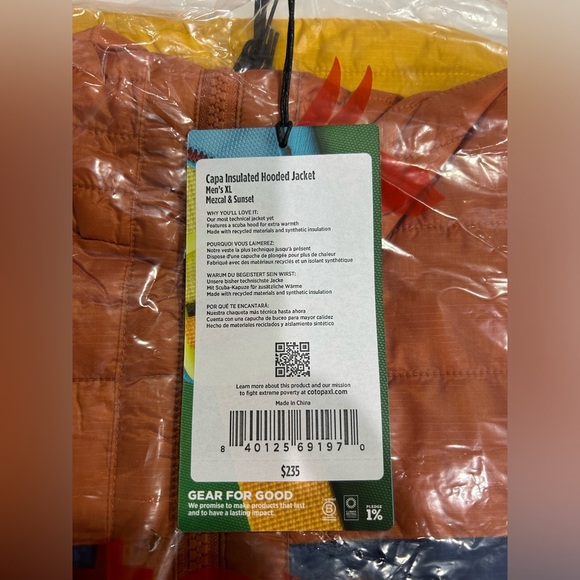 Capa Insulated Hooded Jacket
Men's XL
Mezcal & Sunset
WHY YOU'LL LOVE IT:
Our most technical jacket yet
Features a scuba hood for extra warmth
Made with recycled materials and synthetic insulation
POURQUOI VOUS L'AIMEREZ:
Notre veste la plus technique jusqu'à présent
Dispose d'une capuche de plongée pour plus de chaleur
Fabriqué avec des matériaux recyclés et un isolant synthétique
WARUM DU BEGEISTERT SEIN WIRST:
Unsere bisher technischste Jacke
Mit Scuba-Kapuze für zusätzliche Wärme
Made with recycled materials and synthetic insulation
POR QUÉ TE ENCANTARÁ:
Nuestra chaqueta más técnica hasta ahora
Cuenta con una capucha de buceo para mayor calidez
Hecho de materiales reciclados y aislamiento sintético
Learn more about this product and our mission
to fight extreme poverty at cotopaxi.com
Made in China
8 40125 69197 0
$235
GEAR FOR GOOD
We promise to make products that last
and to have a lasting impact.
B
PLEDGE
1%